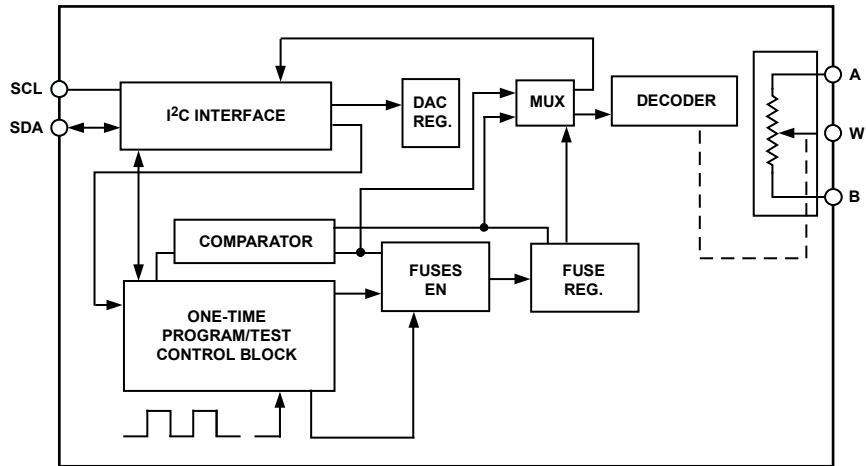 SCL
SDA
I²C INTERFACE
DAC
REG.
MUX
DECODER
A
W
B
COMPARATOR
FUSES
EN
FUSE
REG.
ONE-TIME
PROGRAM/TEST
CONTROL BLOCK